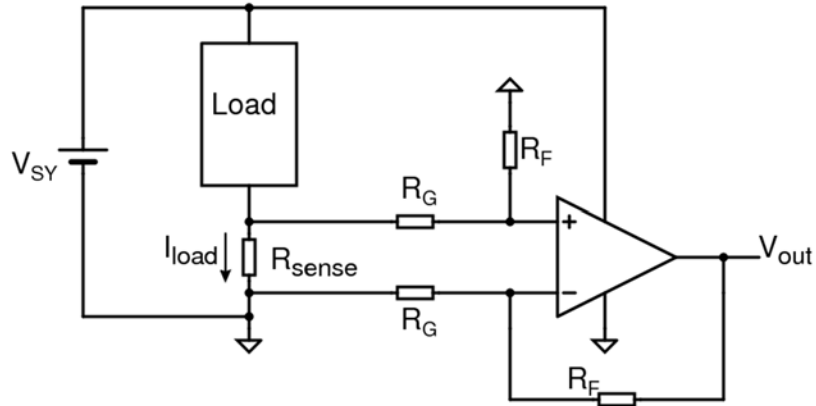 Load
V_SY
R_F
R_G
+
I_load
R_sense
V_out
−
R_G
R_F